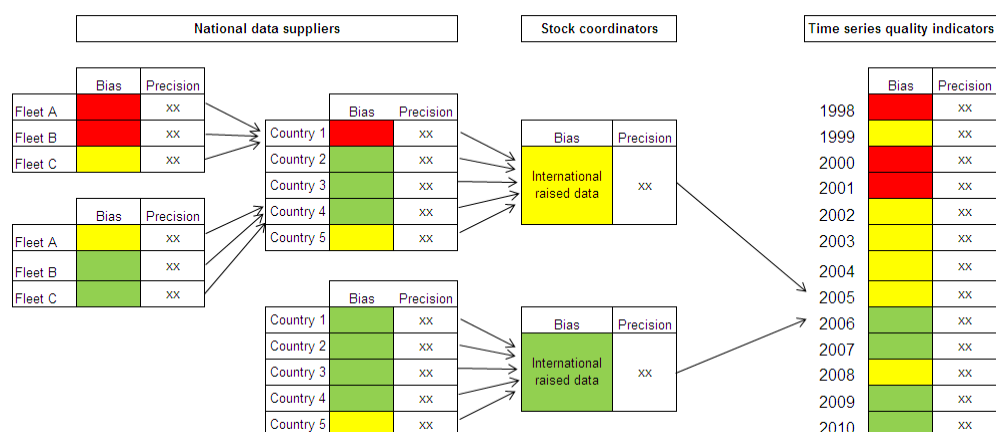 National data suppliers
Stock coordinators
Time series quality indicators
Bias Precision
Fleet A xx
Fleet B xx
Fleet C xx
Bias Precision
Fleet A xx
Fleet B xx
Fleet C xx
Bias Precision
Country 1 xx
Country 2 xx
Country 3 xx
Country 4 xx
Country 5 xx
Bias Precision
Country 1 xx
Country 2 xx
Country 3 xx
Country 4 xx
Country 5 xx
Bias Precision
International
raised data xx
Bias Precision
International
raised data xx
Bias Precision
1998 xx
1999 xx
2000 xx
2001 xx
2002 xx
2003 xx
2004 xx
2005 xx
2006 xx
2007 xx
2008 xx
2009 xx
2010 xx